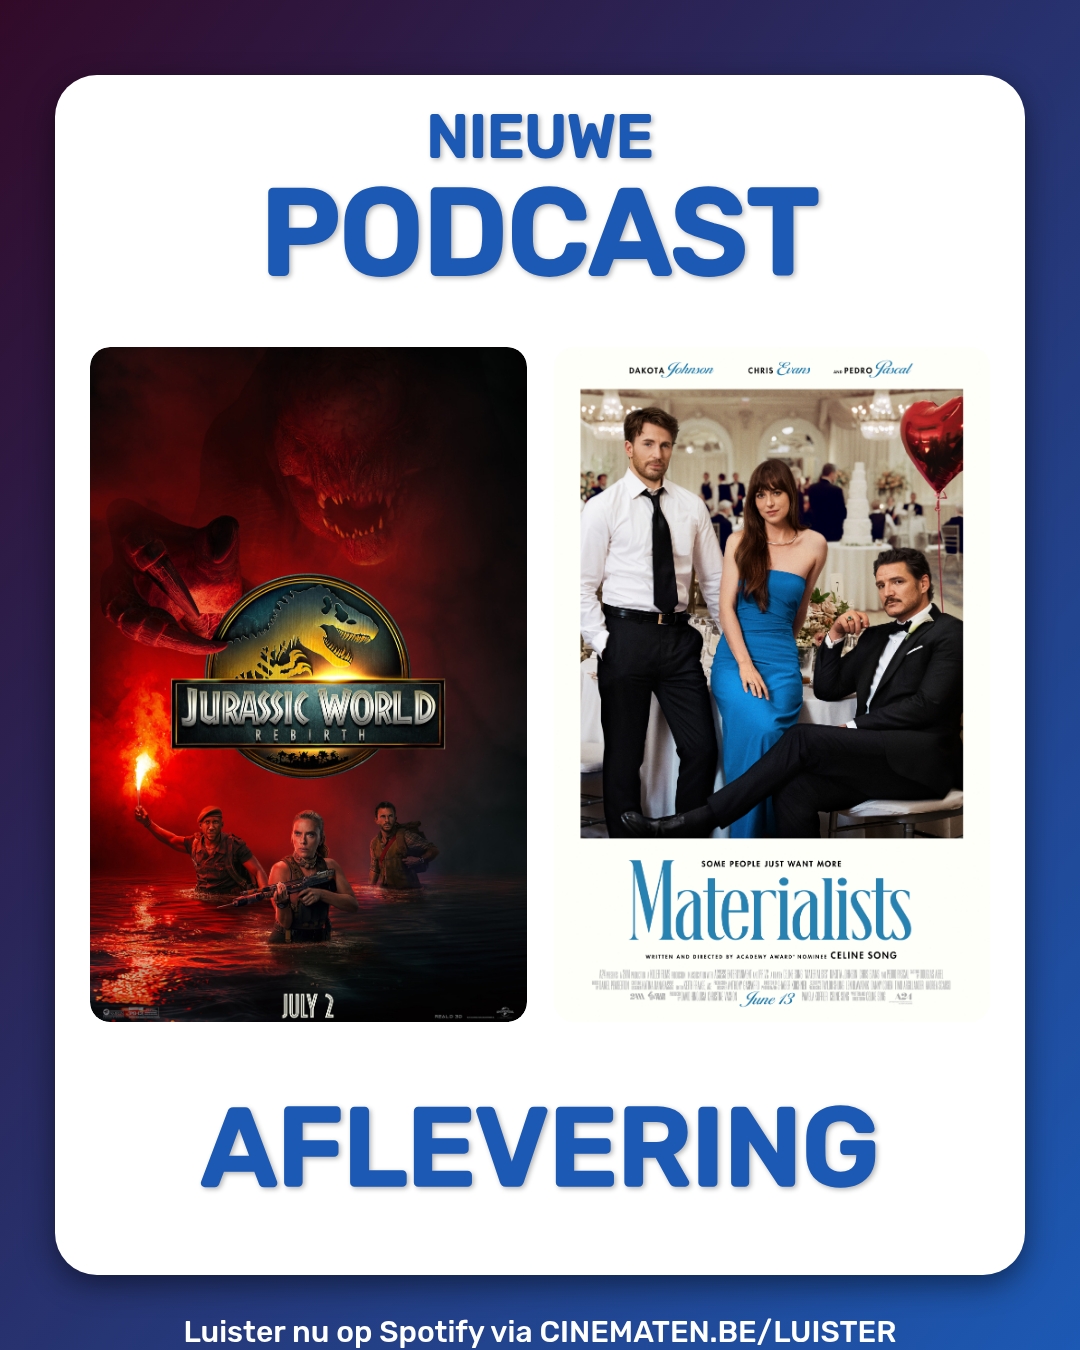 NIEUWE
PODCAST
JURASSIC WORLD
REBIRTH
JULY 2
REALD 3D
DAKOTA Johnson CHRIS Evans AND PEDRO Pascal
SOME PEOPLE JUST WANT MORE
Materialists
WRITTEN AND DIRECTED BY ACADEMY AWARD® NOMINEE CELINE SONG
June 13
A24
AFLEVERING
Luister nu op Spotify via CINEMATEN.BE/LUISTER